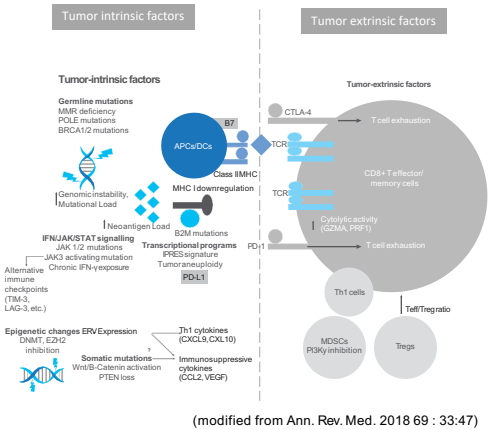 Tumor intrinsic factors
Tumor extrinsic factors
Tumor-intrinsic factors
Germline mutations
MMR deficiency
POLE mutations
BRCA1/2 mutations
Genomic instability,
Mutational Load
Neoantigen Load
IFN/JAK/STAT signalling
JAK 1/2 mutations
JAK3 activating mutation
Chronic IFN-γexposure
Alternative
immune
checkpoints
(TIM-3,
LAG-3, etc.)
APCs/DCs
B7
Class IIMHC
MHC I downregulation
B2M mutations
Transcriptional programs
IPRES signature
Tumor aneuploidy
PD-L1
Epigenetic changes ERV Expression
DNMT, EZH2
inhibition
?
Somatic mutations
Wnt/B-Catenin activation
PTEN loss
Th1 cytokines
(CXCL9, CXL10)
Immunosuppressive
cytokines
(CCL2, VEGF)
Tumor-extrinsic factors
CTLA-4
T cell exhaustion
TCR
CD8+ T effector/
memory cells
TCR
Cytolytic activity
(GZMA, PRF1)
PD-1
T cell exhaustion
Th1 cells
Teff/Treg ratio
MDSCs
PI3Kγ inhibition
Tregs
(modified from Ann. Rev. Med. 2018 69 : 33:47)